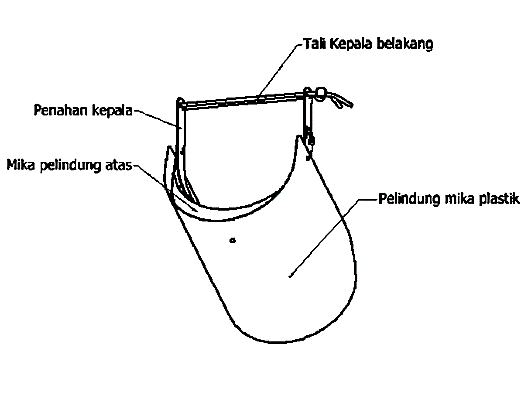 Tali Kepala belakang
Penahan kepala
Mika pelindung atas
Pelindung mika plastik